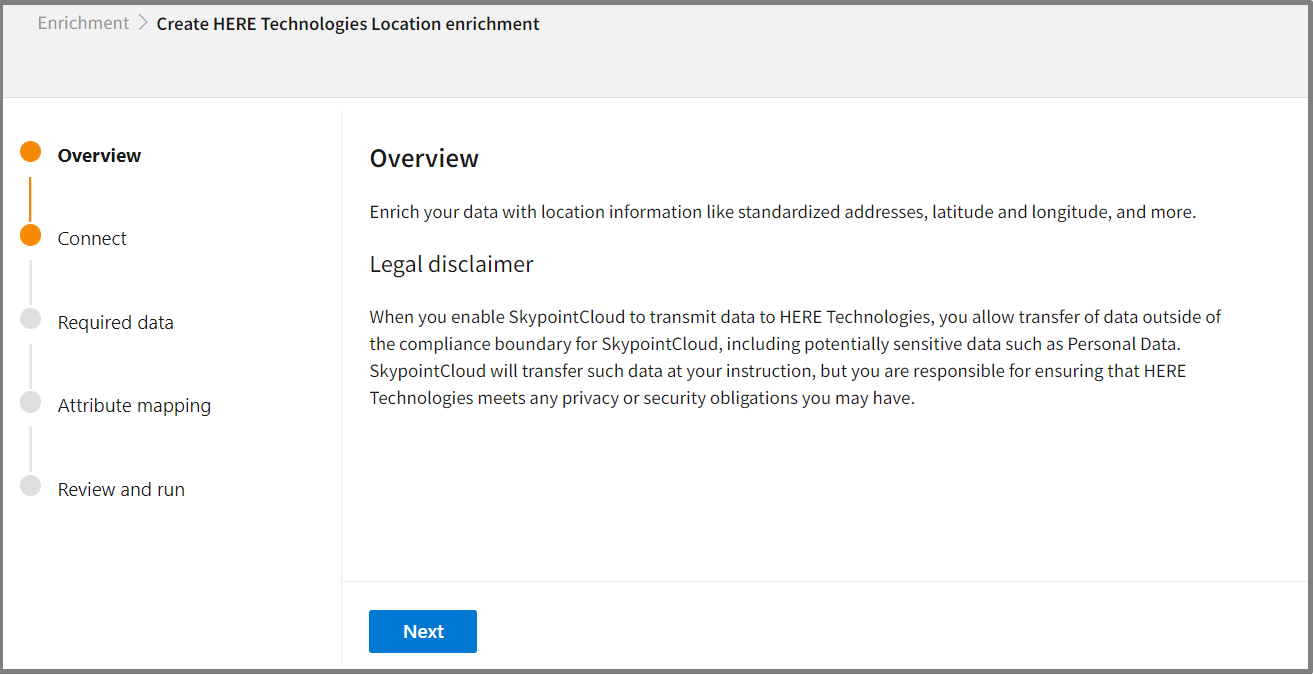 Enrichment > Create HERE Technologies Location enrichment
Overview
Connect
Required data
Attribute mapping
Review and run
Overview
Enrich your data with location information like standardized addresses, latitude and longitude, and more.
Legal disclaimer
When you enable SkypointCloud to transmit data to HERE Technologies, you allow transfer of data outside of
the compliance boundary for SkypointCloud, including potentially sensitive data such as Personal Data.
SkypointCloud will transfer such data at your instruction, but you are responsible for ensuring that HERE
Technologies meets any privacy or security obligations you may have.
Next